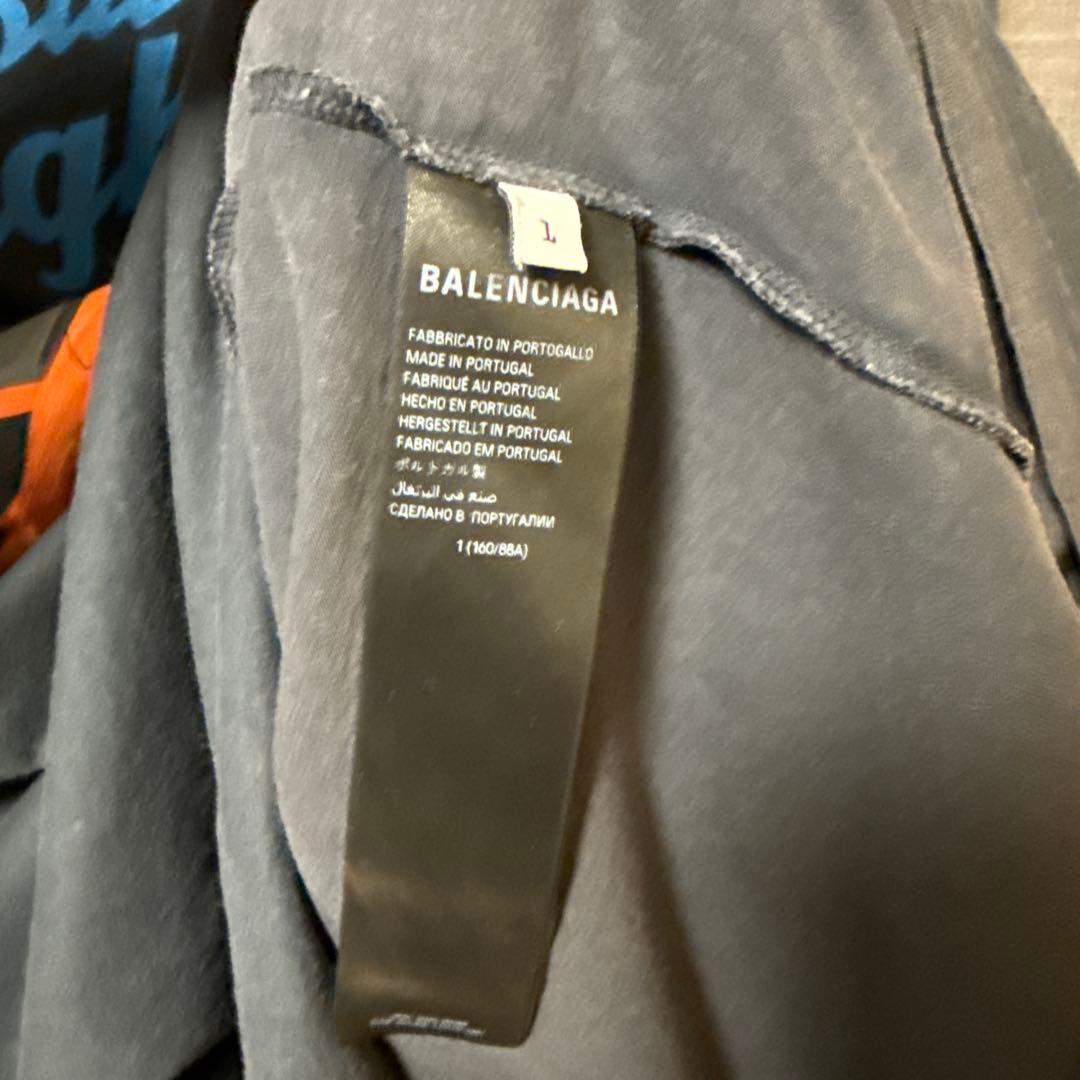 1
BALENCIAGA
FABBRICATO IN PORTOGALLO
MADE IN PORTUGAL
FABRIQUÉ AU PORTUGAL
HECHO EN PORTUGAL
HERGESTELLT IN PORTUGAL
FABRICADO EM PORTUGAL
ポルトガル製
صنع في البرتغال
СДЕЛАНО В ПОРТУГАЛИИ
1 (160/88A)